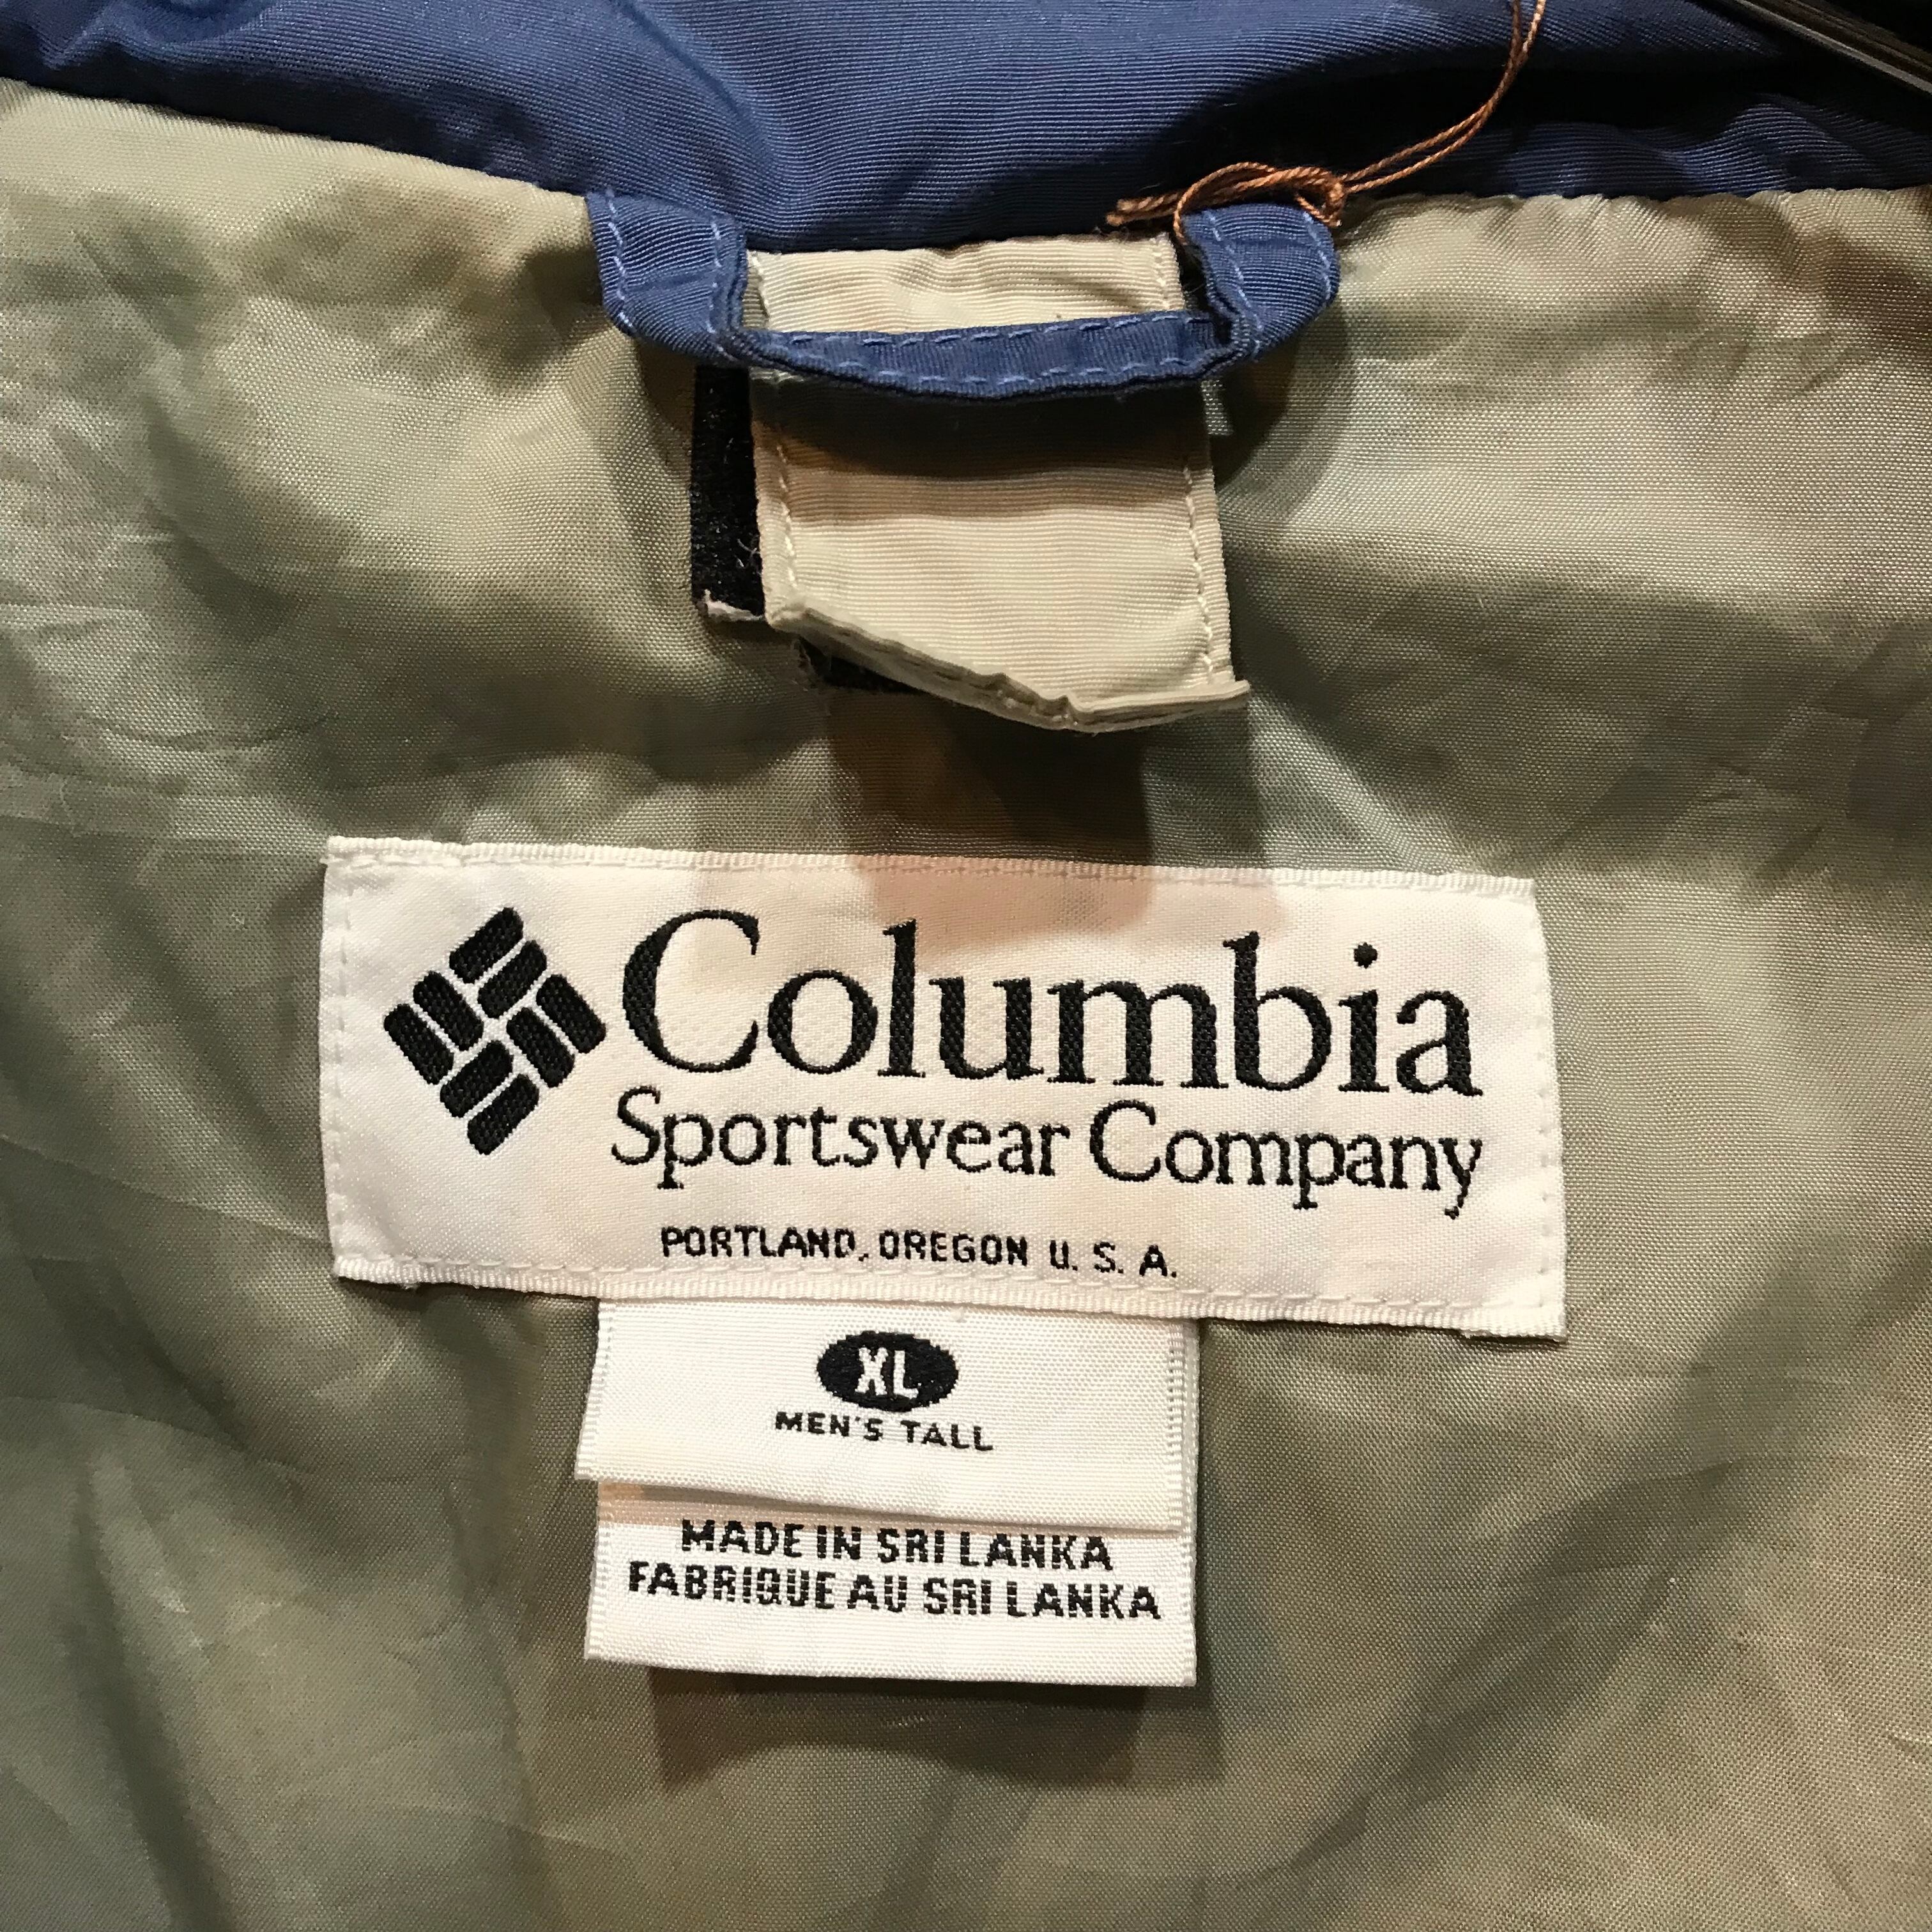 Columbia
Sportswear Company
PORTLAND, OREGON U.S.A.
XL
MEN'S TALL
MADE IN SRI LANKA
FABRIQUE AU SRI LANKA